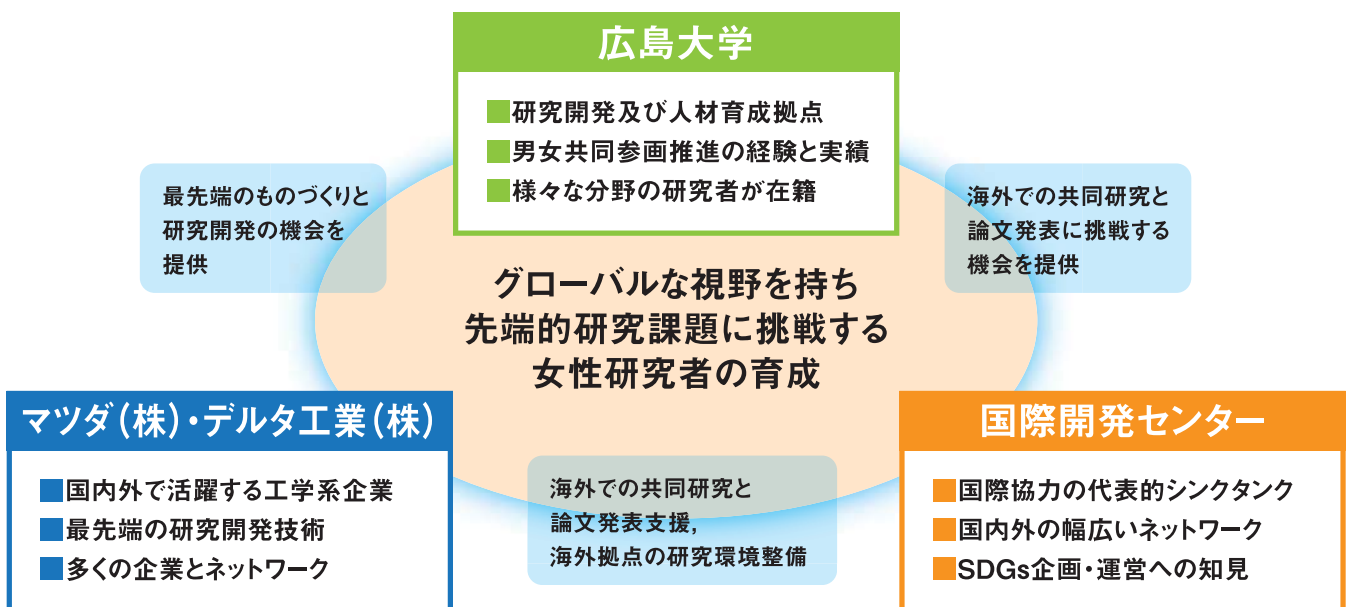 広島大学
■研究開発及び人材育成拠点
■男女共同参画推進の経験と実績
■様々な分野の研究者が在籍
最先端のものづくりと
研究開発の機会を
提供
海外での共同研究と
論文発表に挑戦する
機会を提供
グローバルな視野を持ち
先端的研究課題に挑戦する
女性研究者の育成
マツダ(株)・デルタ工業(株)
■国内外で活躍する工学系企業
■最先端の研究開発技術
■多くの企業とネットワーク
海外での共同研究と
論文発表支援,
海外拠点の研究環境整備
国際開発センター
■国際協力の代表的シンクタンク
■国内外の幅広いネットワーク
■SDGs企画・運営への知見